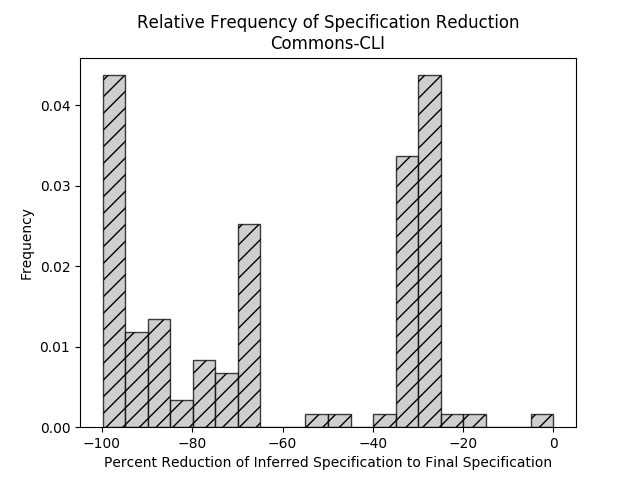 Relative Frequency of Specification Reduction
Commons-CLI
Frequency
0.04
0.03
0.02
0.01
0.00
−100 −80 −60 −40 −20 0
Percent Reduction of Inferred Specification to Final Specification